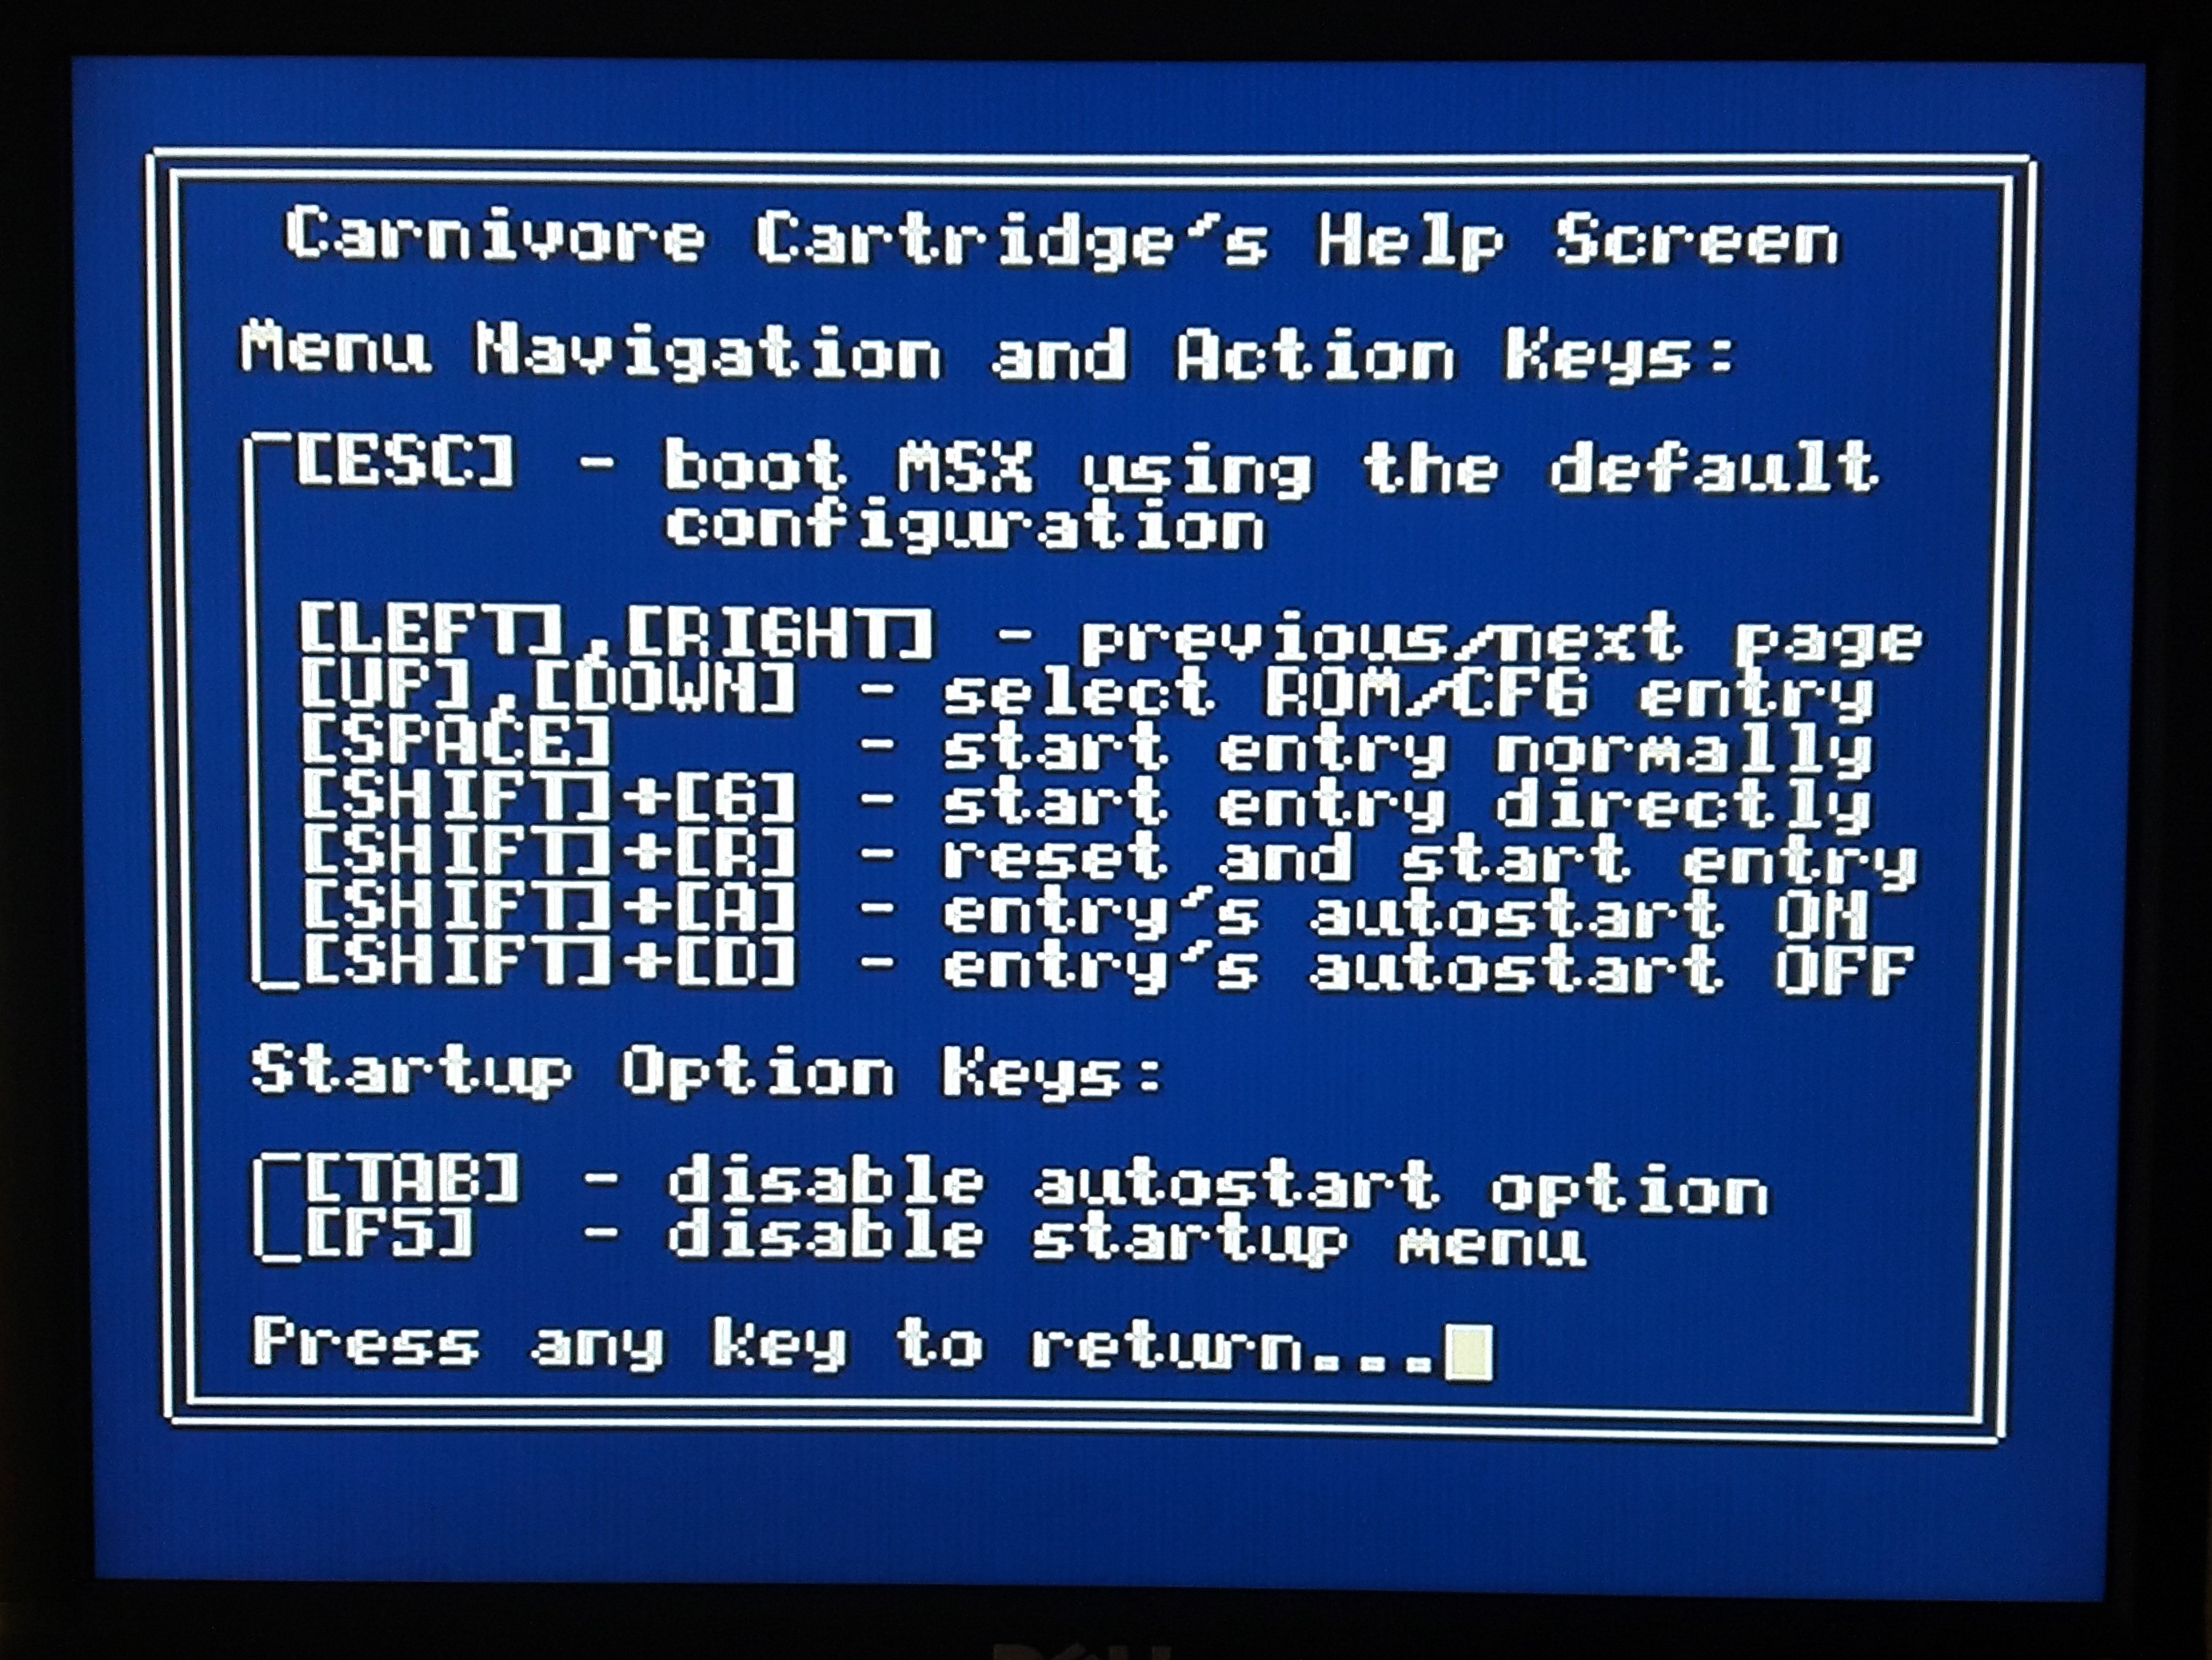 Carnivore Cartridge's Help Screen
Menu Navigation and Action Keys:
[ESC] - boot MSX using the default
configuration
[LEFT],[RIGHT] - previous/next page
[UP],[DOWN] - select ROM/CFG entry
[SPACE] - start entry normally
[SHIFT]+[G] - start entry directly
[SHIFT]+[R] - reset and start entry
[SHIFT]+[A] - entry's autostart ON
[SHIFT]+[D] - entry's autostart OFF
Startup Option Keys:
[TAB] - disable autostart option
[F5] - disable startup menu
Press any key to return...